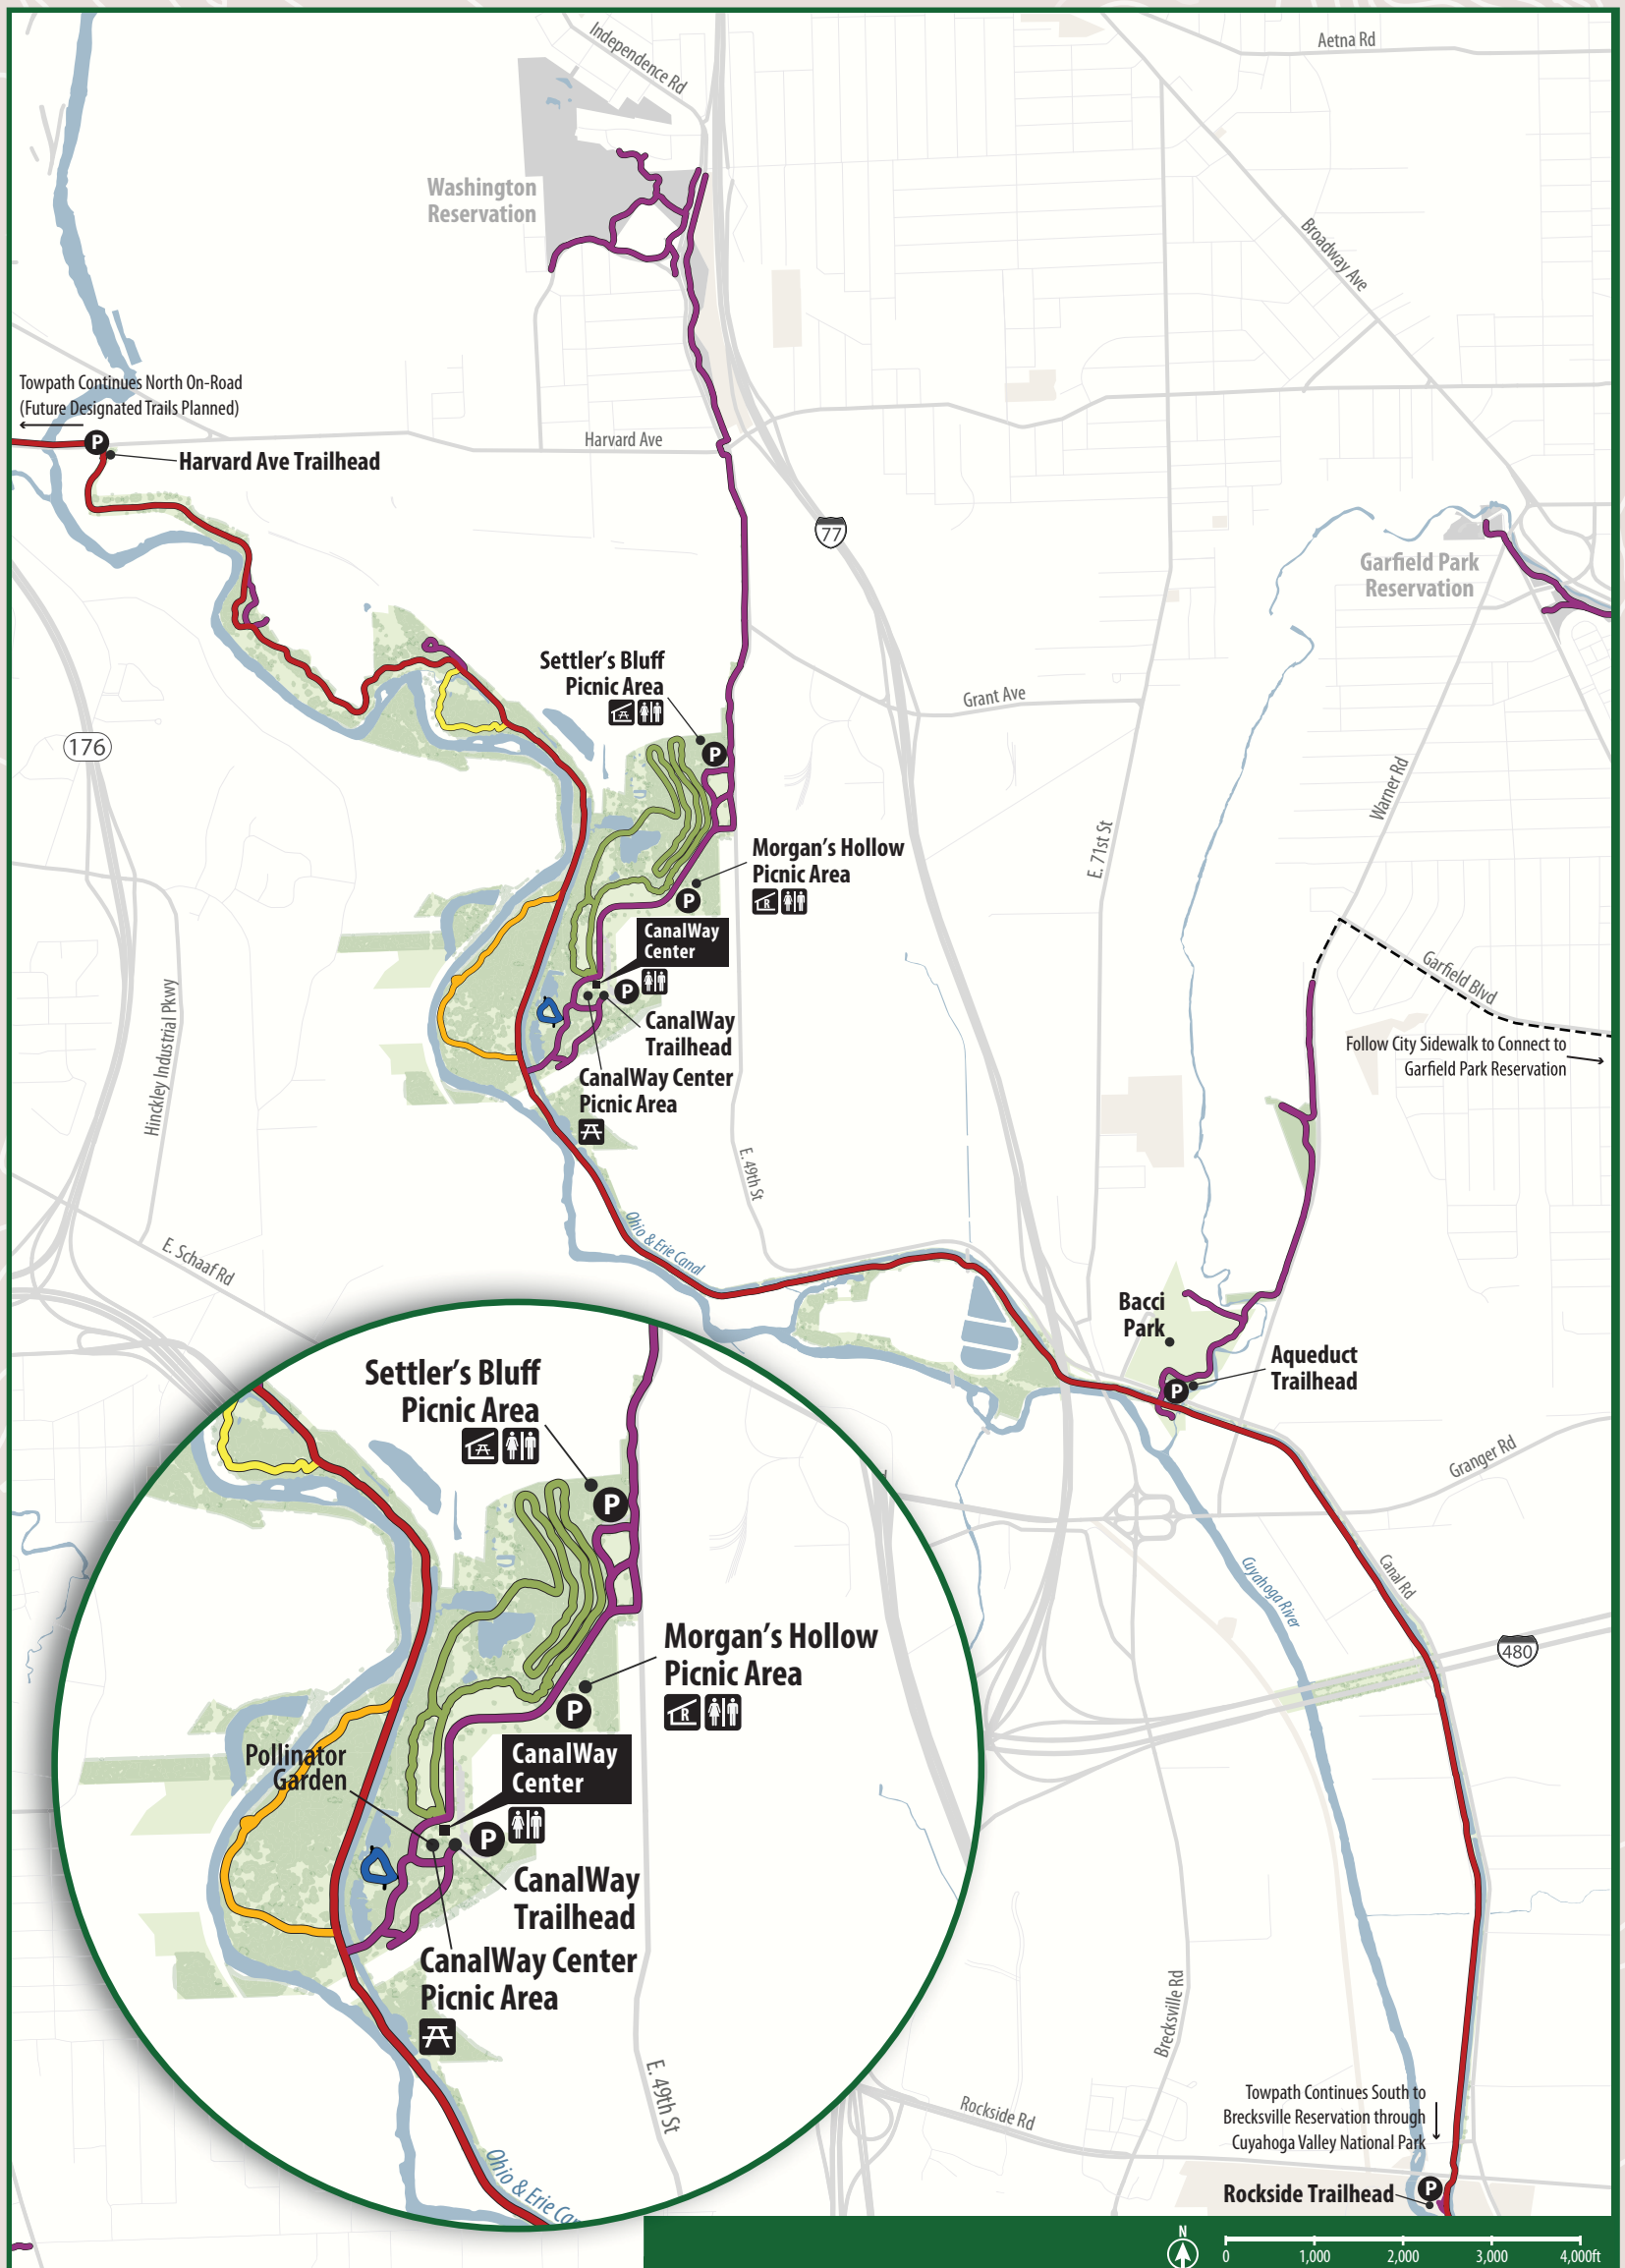 Independence Rd
Aetna Rd
Washington
Reservation
Broadway Ave
Towpath Continues North On-Road
(Future Designated Trails Planned)
P
Harvard Ave Trailhead
Harvard Ave
77
Garfield Park
Reservation
Settler's Bluff
Picnic Area
P
Grant Ave
176
Warner Rd
E. 71st St
Morgan's Hollow
Picnic Area
R
P
CanalWay
Center
P
Garfield Blvd
CanalWay
Trailhead
Follow City Sidewalk to Connect to
Garfield Park Reservation
CanalWay Center
Picnic Area
Hinckley Industrial Pkwy
E. 49th St
Ohio & Erie Canal
E. Schaaf Rd
Bacci
Park
Aqueduct
Trailhead
P
Granger Rd
Canal Rd
Cuyahoga River
480
Settler's Bluff
Picnic Area
P
Morgan's Hollow
Picnic Area
R
P
Pollinator
Garden
CanalWay
Center
P
CanalWay
Trailhead
CanalWay Center
Picnic Area
E. 49th St
Ohio & Erie Ca
Brecksville Rd
Rockside Rd
Towpath Continues South to
Brecksville Reservation through
Cuyahoga Valley National Park
P
Rockside Trailhead
N
0 1,000 2,000 3,000 4,000ft